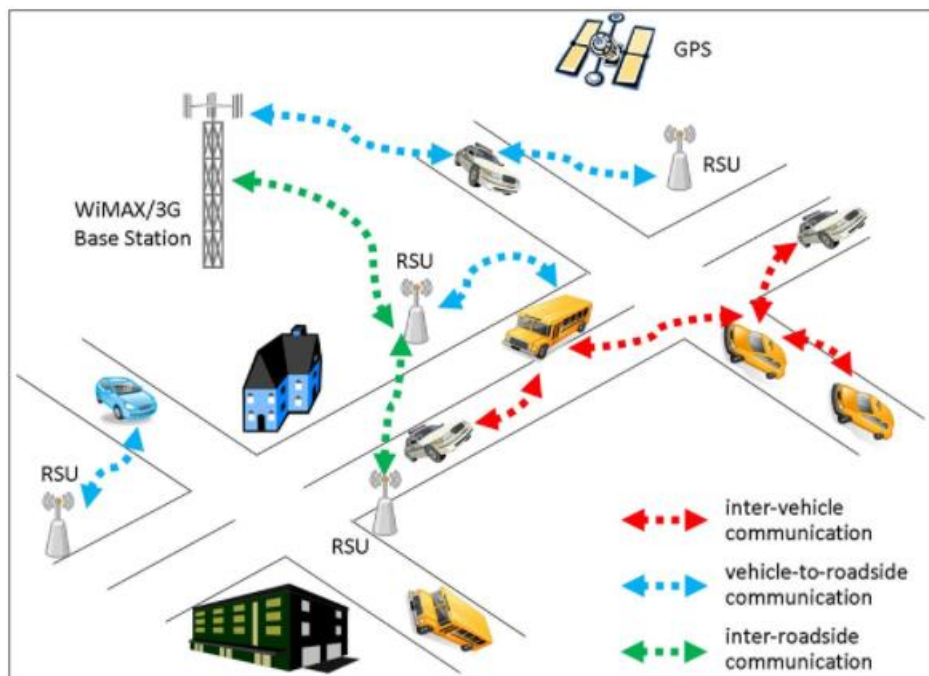 GPS
RSU
WiMAX/3G
Base Station
RSU
RSU
RSU
inter-vehicle
communication
vehicle-to-roadside
communication
inter-roadside
communication